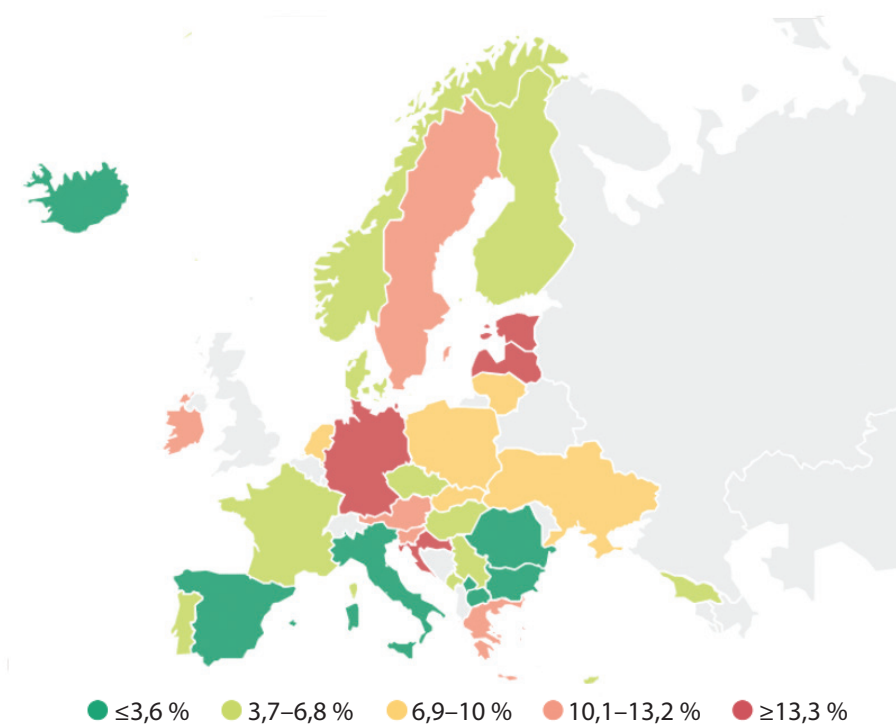 ≤3,6 % 3,7–6,8 % 6,9–10 % 10,1–13,2 % ≥13,3 %